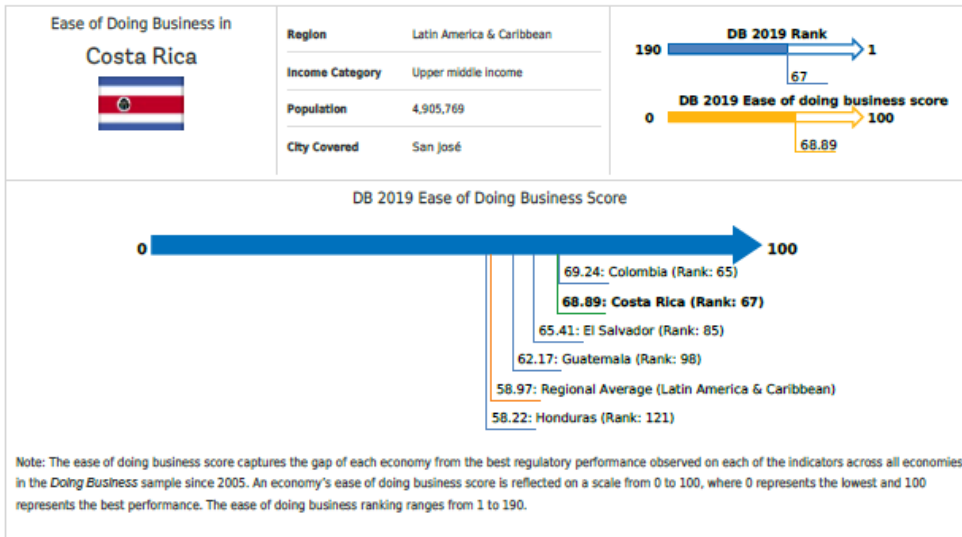 Ease of Doing Business in
Costa Rica
Region Latin America & Caribbean
Income Category Upper middle income
Population 4,905,769
City Covered San José
DB 2019 Rank
190 1
67
DB 2019 Ease of doing business score
0 100
68.89
DB 2019 Ease of Doing Business Score
0 100
69.24: Colombia (Rank: 65)
68.89: Costa Rica (Rank: 67)
65.41: El Salvador (Rank: 85)
62.17: Guatemala (Rank: 98)
58.97: Regional Average (Latin America & Caribbean)
58.22: Honduras (Rank: 121)
Note: The ease of doing business score captures the gap of each economy from the best regulatory performance observed on each of the indicators across all economies
in the Doing Business sample since 2005. An economy's ease of doing business score is reflected on a scale from 0 to 100, where 0 represents the lowest and 100
represents the best performance. The ease of doing business ranking ranges from 1 to 190.